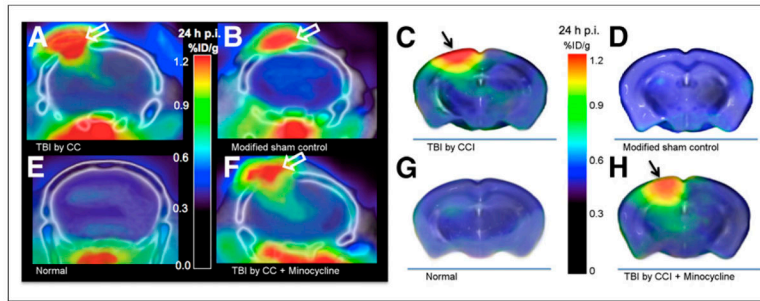 A
B
24 h p.i.
%ID/g
1.2
0.9
0.6
0.3
0.0
TBI by CC
Modified sham control
E
F
Normal
TBI by CC + Minocycline
C
D
24 h p.i.
%ID/g
1.2
0.9
0.6
0.3
0
TBI by CCI
Modified sham control
G
H
Normal
TBI by CCI + Minocycline